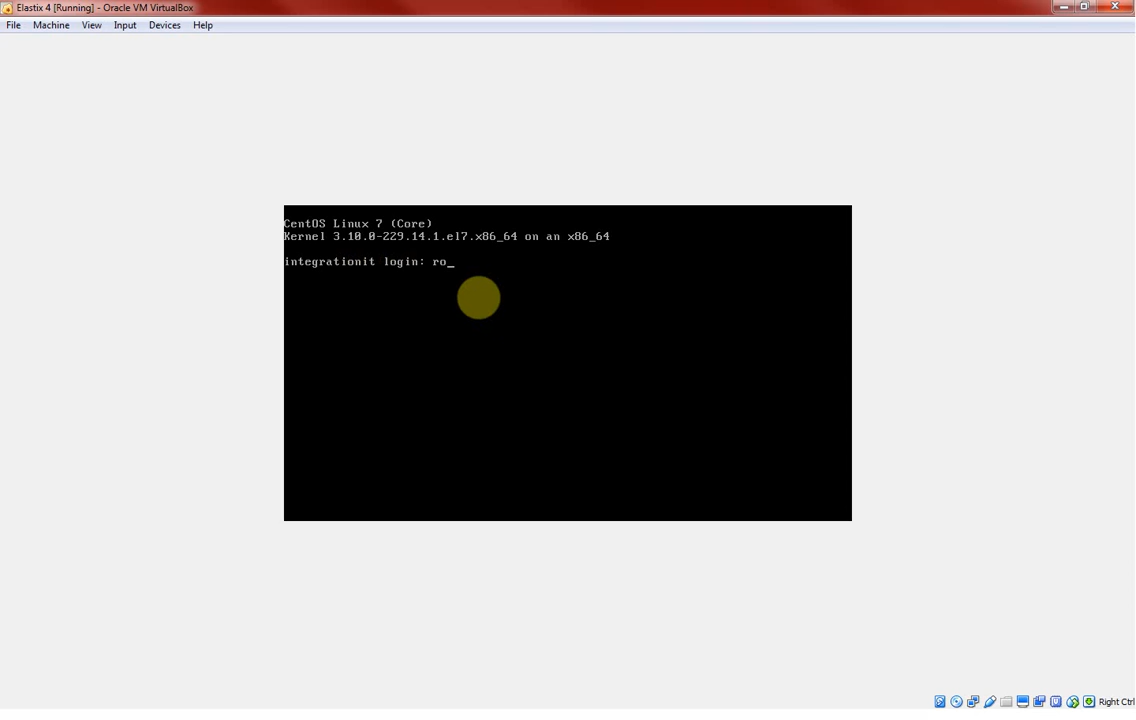 Elastix 4 [Running] - Oracle VM VirtualBox
File Machine View Input Devices Help
CentOS Linux 7 (Core)
Kernel 3.10.0-229.14.1.el7.x86_64 on an x86_64
integrationit login: ro_
Right Ctrl